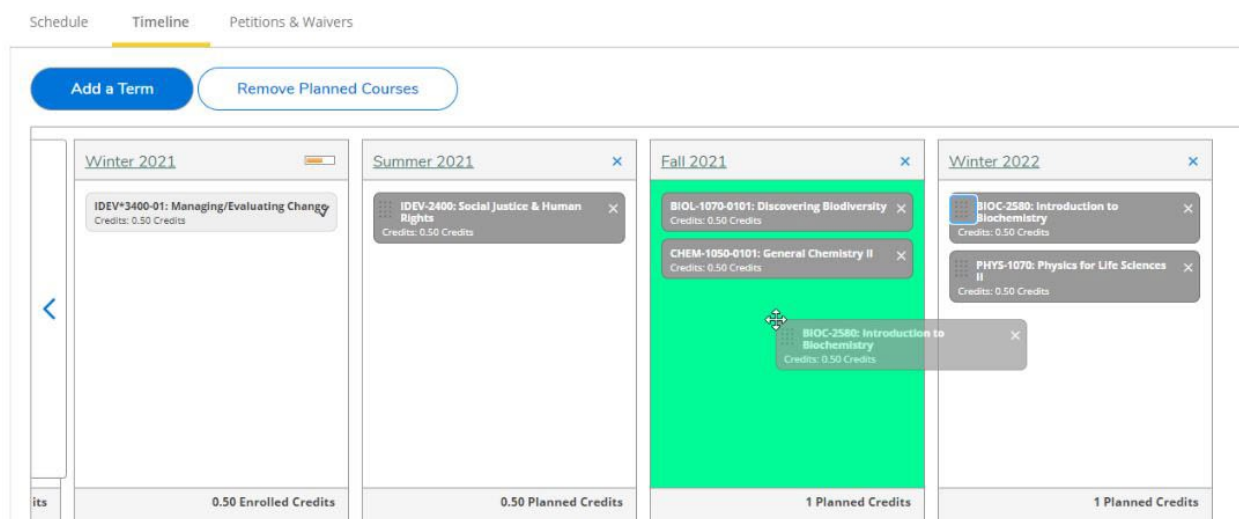 Schedule Timeline Petitions & Waivers
Add a Term Remove Planned Courses
Winter 2021
IDEV*3400-01: Managing/Evaluating Change
Credits: 0.50 Credits
0.50 Enrolled Credits
Summer 2021
IDEV-2400: Social Justice & Human
Rights
Credits: 0.50 Credits
0.50 Planned Credits
Fall 2021
BIOL-1070-0101: Discovering Biodiversity
Credits: 0.50 Credits
CHEM-1050-0101: General Chemistry II
Credits: 0.50 Credits
BIOC-2580: Introduction to
Biochemistry
Credits: 0.50 Credits
1 Planned Credits
Winter 2022
BIOC-2580: Introduction to
Biochemistry
Credits: 0.50 Credits
PHYS-1070: Physics for Life Sciences
II
Credits: 0.50 Credits
1 Planned Credits
its